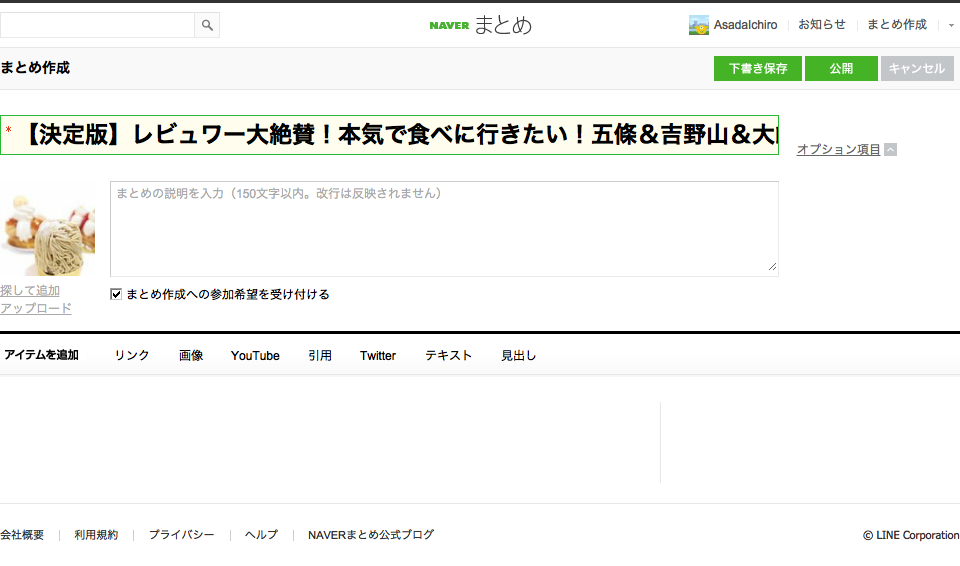 NAVER まとめ
AsadaIchiro お知らせ まとめ作成
まとめ作成
下書き保存 公開 キャンセル
* 【決定版】レビュワー大絶賛！本気で食べに行きたい！五條＆吉野山＆大
オプション項目
まとめの説明を入力（150文字以内。改行は反映されません）
探して追加
アップロード
まとめ作成への参加希望を受け付ける
アイテムを追加 リンク 画像 YouTube 引用 Twitter テキスト 見出し
会社概要 利用規約 プライバシー ヘルプ NAVERまとめ公式ブログ
© LINE Corporation